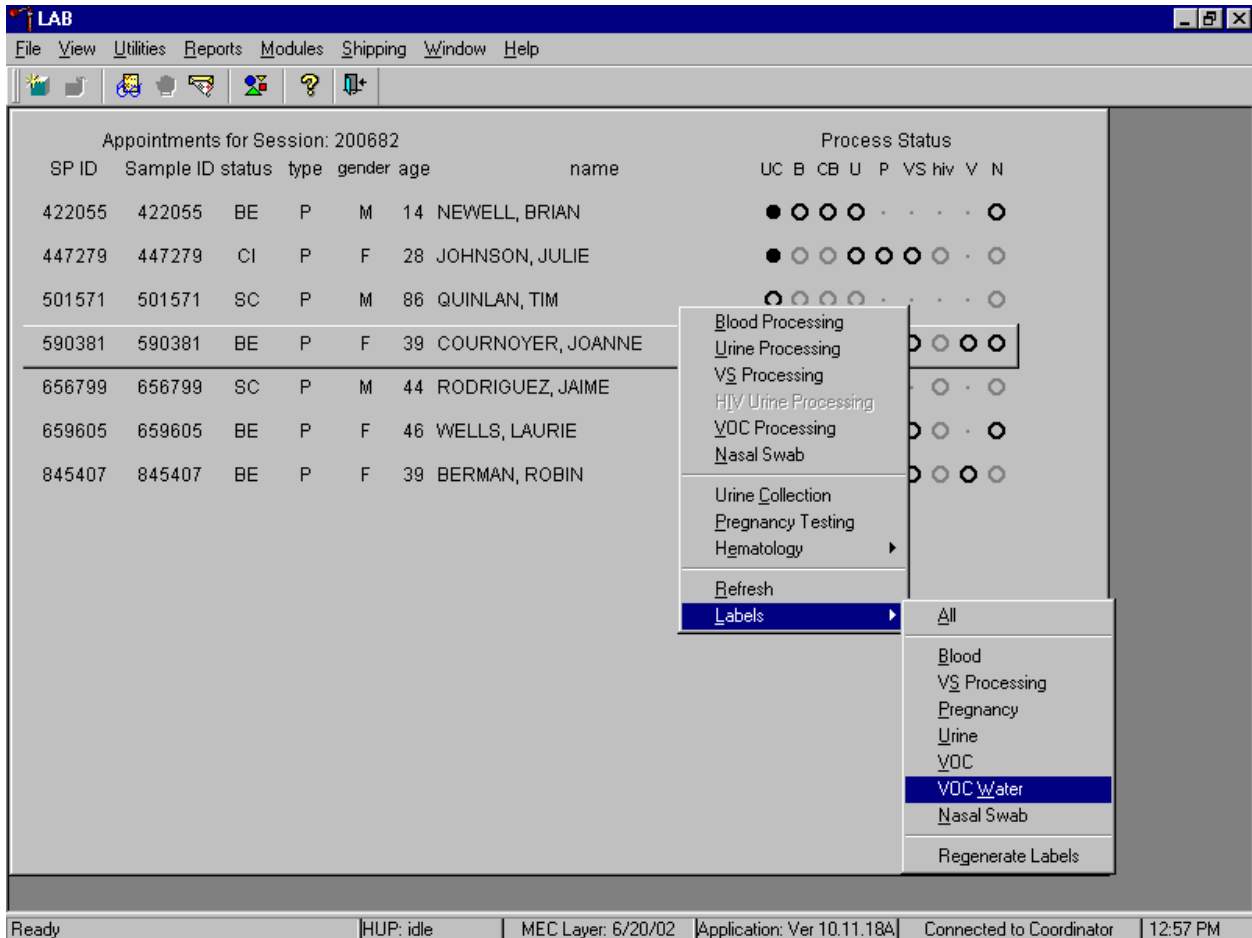 LAB
File View Utilities Reports Modules Shipping Window Help
Appointments for Session: 200682 Process Status
SP ID Sample ID status type gender age name UC B CB U P VS hiv V N
422055 422055 BE P M 14 NEWELL, BRIAN
447279 447279 CI P F 28 JOHNSON, JULIE
501571 501571 SC P M 86 QUINLAN, TIM
590381 590381 BE P F 39 COURNOYER, JOANNE
656799 656799 SC P M 44 RODRIGUEZ, JAIME
659605 659605 BE P F 46 WELLS, LAURIE
845407 845407 BE P F 39 BERMAN, ROBIN
Blood Processing
Urine Processing
VS Processing
HIV Urine Processing
VOC Processing
Nasal Swab
Urine Collection
Pregnancy Testing
Hematology
Refresh
Labels
All
Blood
VS Processing
Pregnancy
Urine
VOC
VOC Water
Nasal Swab
Regenerate Labels
Ready HUP: idle MEC Layer: 6/20/02 Application: Ver 10.11.18A Connected to Coordinator 12:57 PM